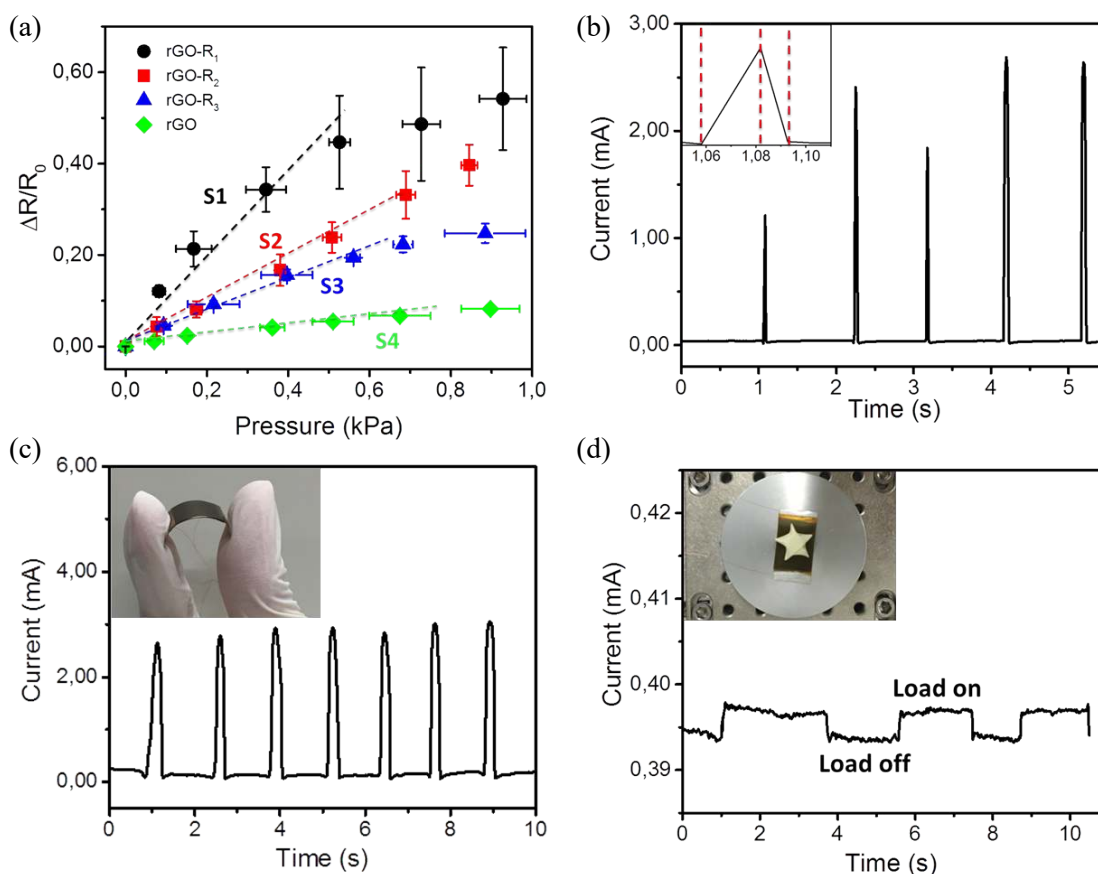 (a)
rGO-R1
rGO-R2
rGO-R3
rGO
0,60
0,40
0,20
0,00
ΔR/R0
S1
S2
S3
S4
0,0 0,2 0,4 0,6 0,8 1,0
Pressure (kPa)
(b)
3,00
2,00
1,00
0,00
Current (mA)
1,06 1,08 1,10
0 1 2 3 4 5
Time (s)
(c)
6,00
4,00
2,00
0,00
Current (mA)
0 2 4 6 8 10
Time (s)
(d)
0,42
0,41
0,40
0,39
Current (mA)
Load on
Load off
0 2 4 6 8 10
Time (s)